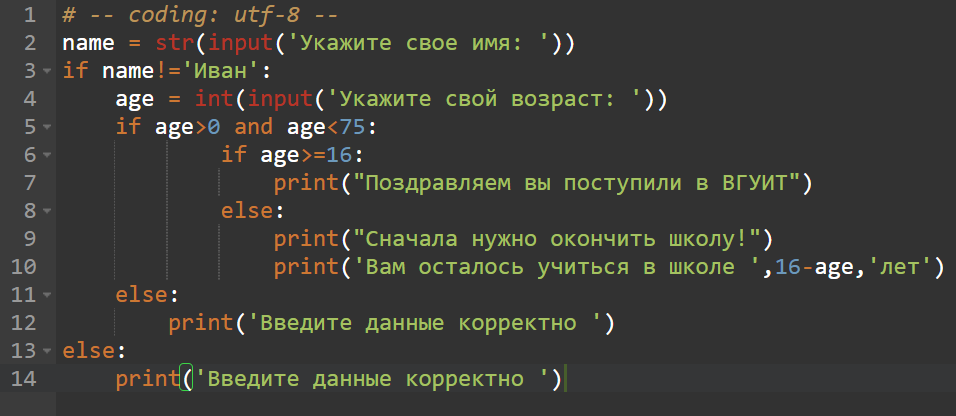 1 # -- coding: utf-8 --
2 name = str(input('Укажите свое имя: '))
3 if name!='Иван':
4     age = int(input('Укажите свой возраст: '))
5     if age>0 and age<75:
6             if age>=16:
7                 print("Поздравляем вы поступили в ВГУИТ")
8             else:
9                 print("Сначала нужно окончить школу!")
10                 print('Вам осталось учиться в школе ',16-age,'лет')
11     else:
12         print('Введите данные корректно ')
13 else:
14     print('Введите данные корректно ')